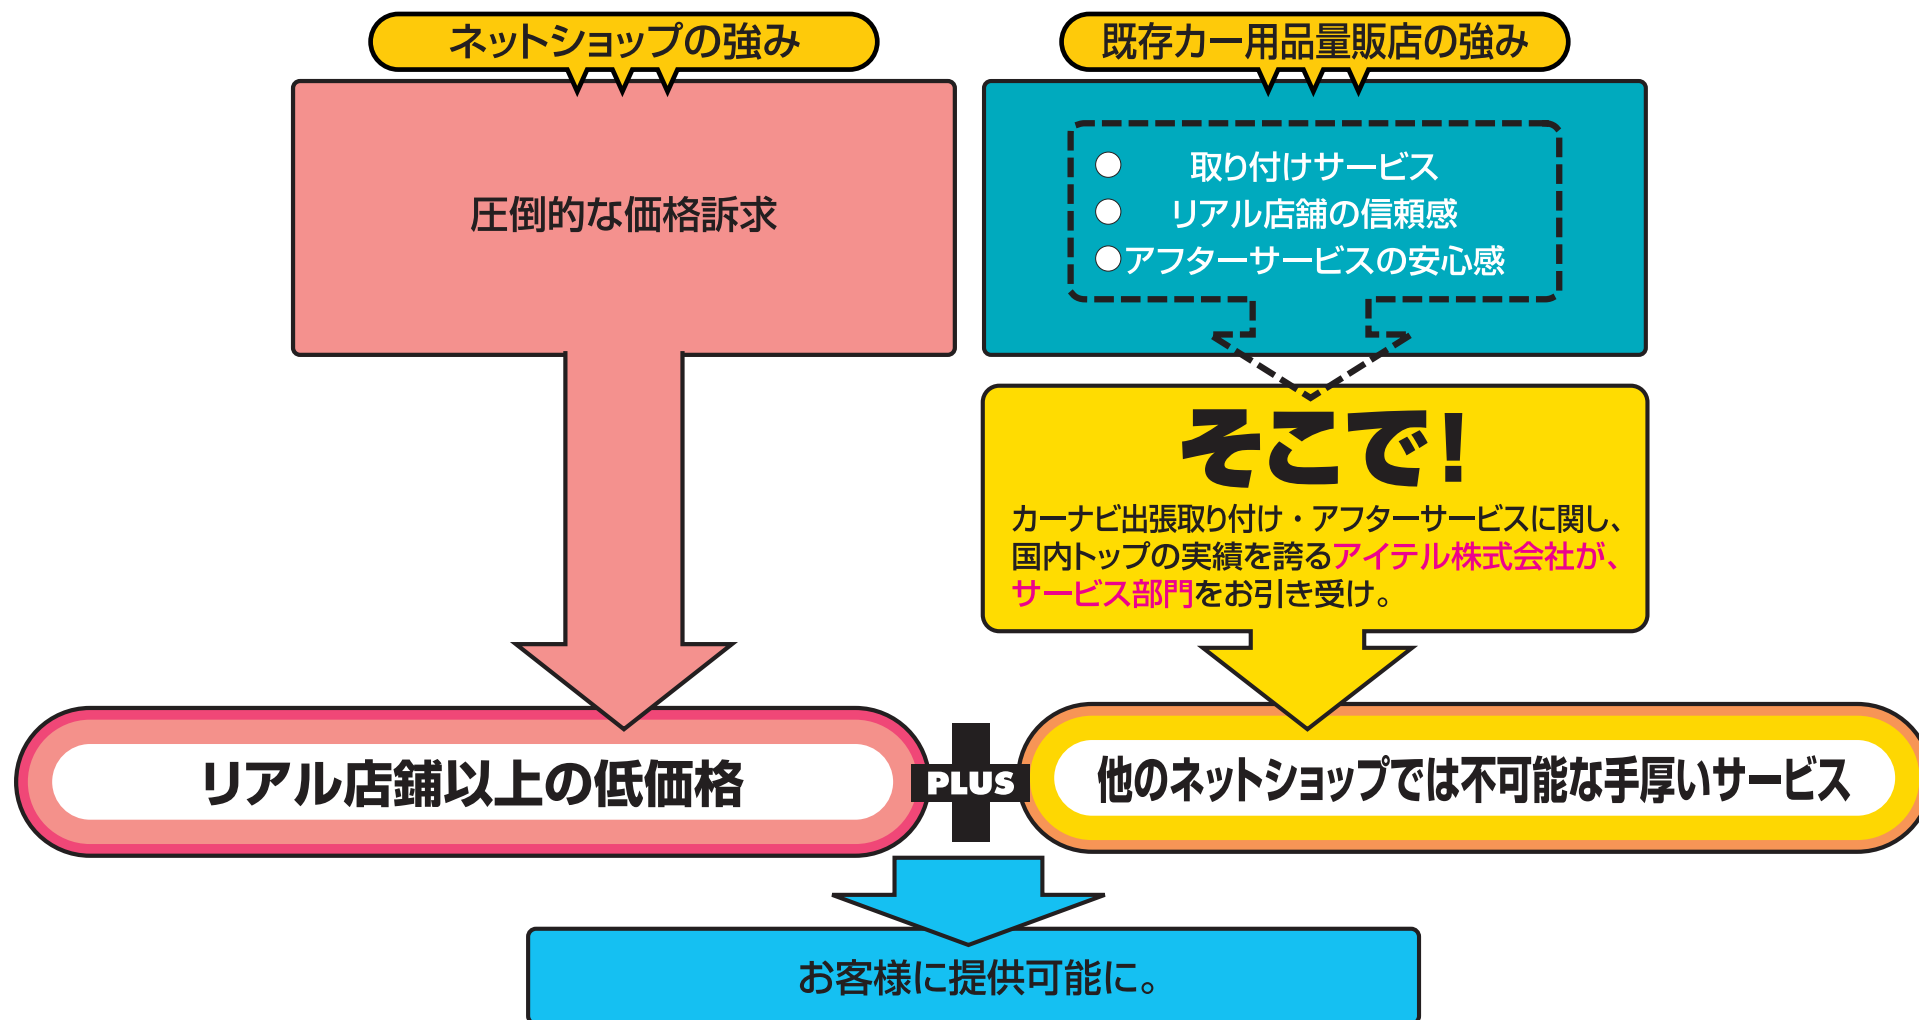 ネットショップの強み
圧倒的な価格訴求
既存カー用品量販店の強み
●取り付けサービス
●リアル店舗の信頼感
●アフターサービスの安心感
そこで!
カーナビ出張取り付け・アフターサービスに関し、
国内トップの実績を誇るアイテル株式会社が、
サービス部門をお引き受け。
リアル店舗以上の低価格
PLUS
他のネットショップでは不可能な手厚いサービス
お客様に提供可能に。